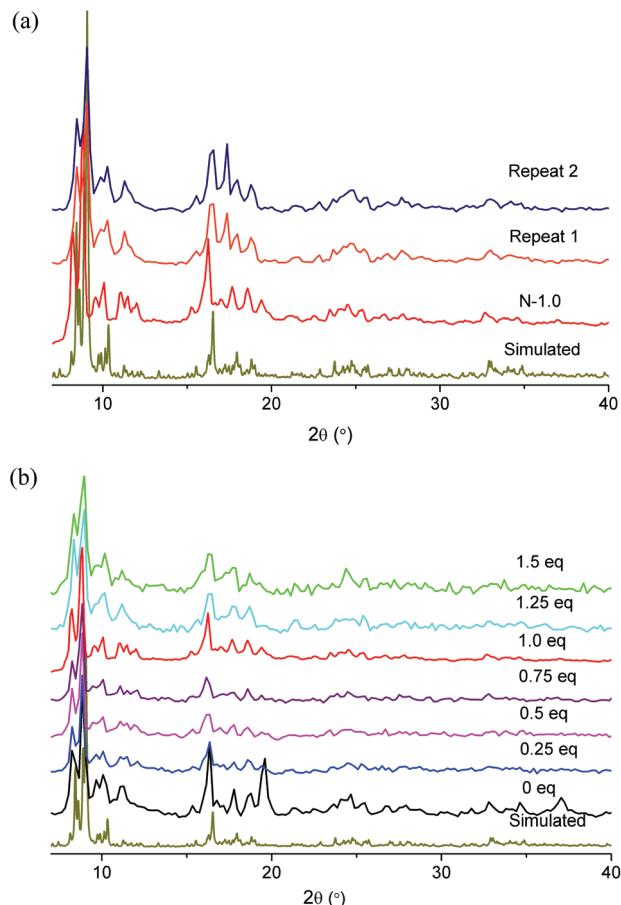 (a)
Repeat 2
Repeat 1
N-1.0
Simulated
10 20 30 40
2θ (°)
(b)
1.5 eq
1.25 eq
1.0 eq
0.75 eq
0.5 eq
0.25 eq
0 eq
Simulated
10 20 30 40
2θ (°)